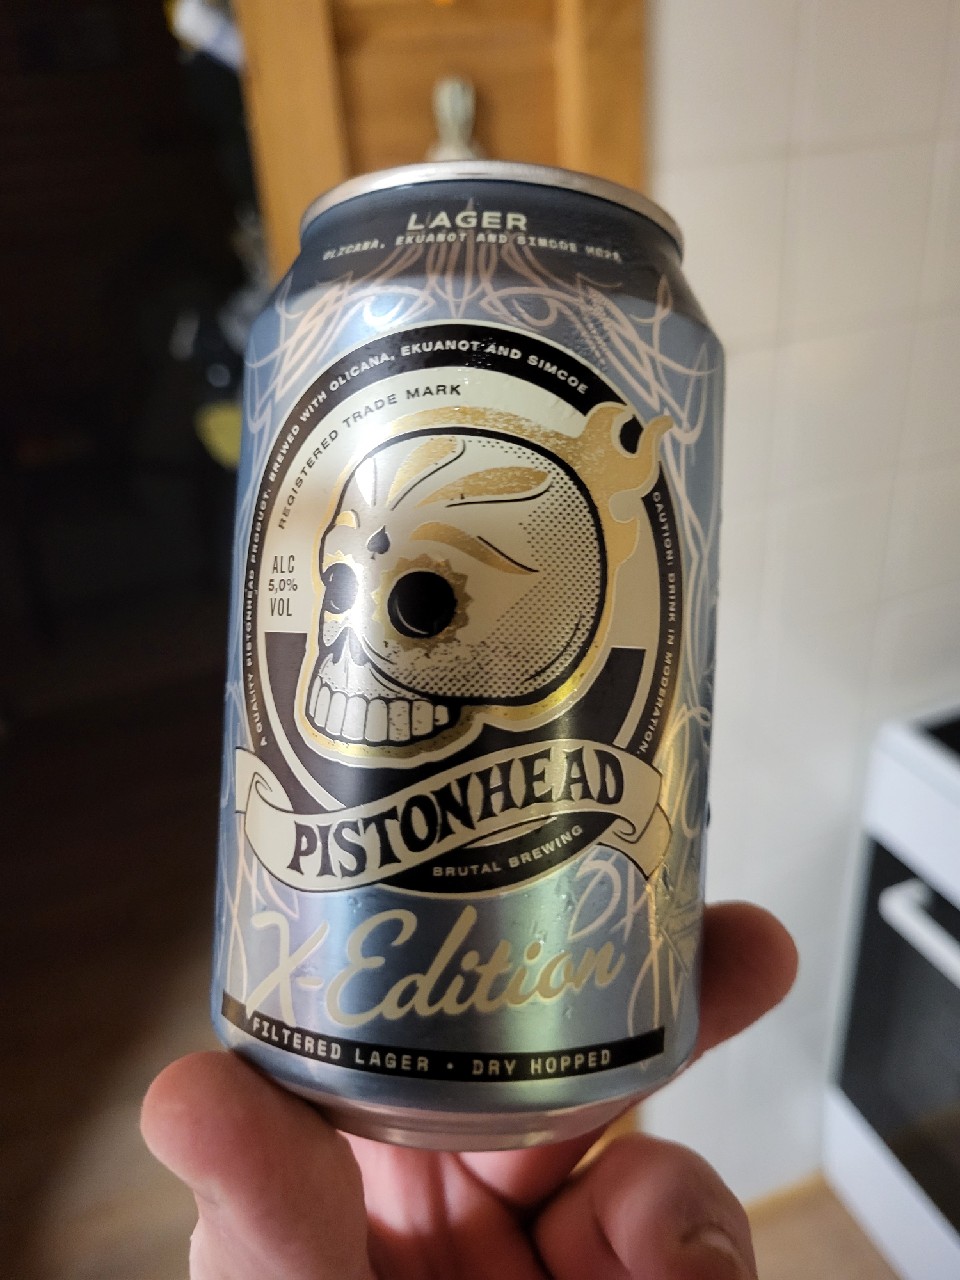 LAGER
OLICANA, EKUANOT AND SIMCOE HOPS
A QUALITY PISTONHEAD PRODUCT. BREWED WITH OLICANA, EKUANOT AND SIMCOE
REGISTERED TRADE MARK
CAUTION: DRINK IN MODERATION.
ALC
5,0%
VOL
PISTONHEAD
BRUTAL BREWING
X-Edition
FILTERED LAGER • DRY HOPPED